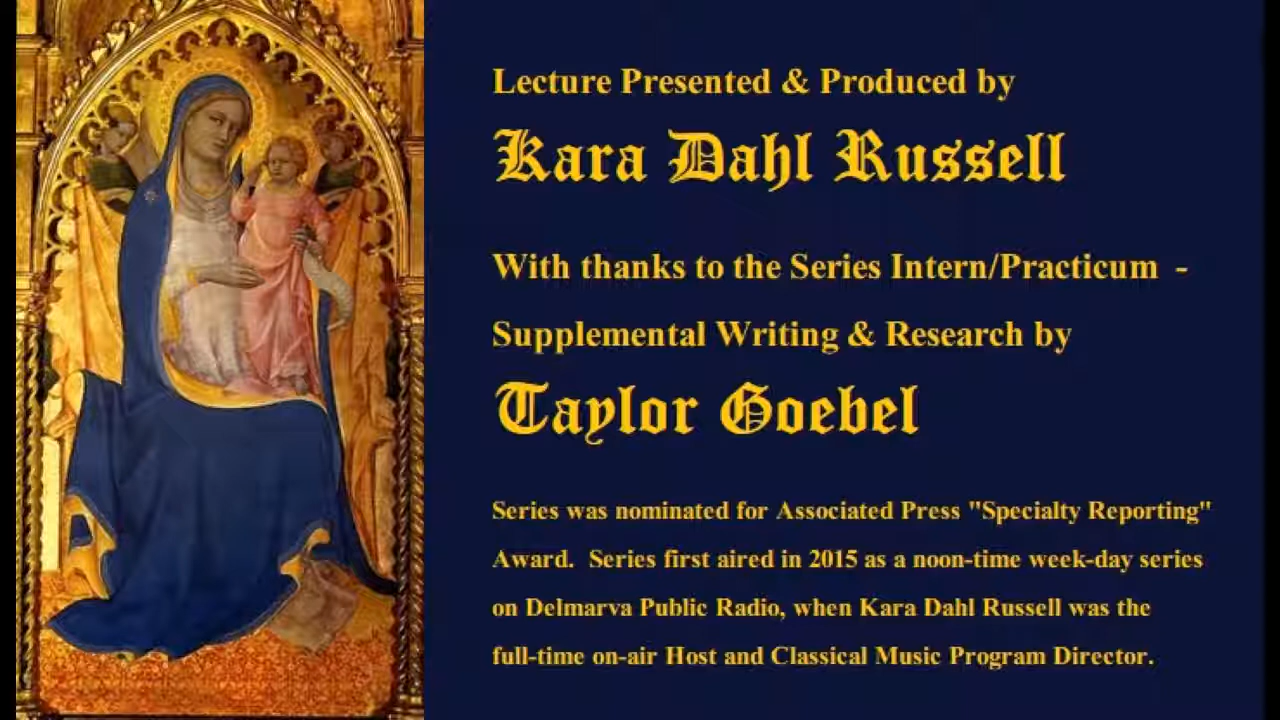 Lecture Presented & Produced by
Kara Dahl Russell
With thanks to the Series Intern/Practicum -
Supplemental Writing & Research by
Taylor Goebel
Series was nominated for Associated Press "Specialty Reporting"
Award. Series first aired in 2015 as a noon-time week-day series
on Delmarva Public Radio, when Kara Dahl Russell was the
full-time on-air Host and Classical Music Program Director.